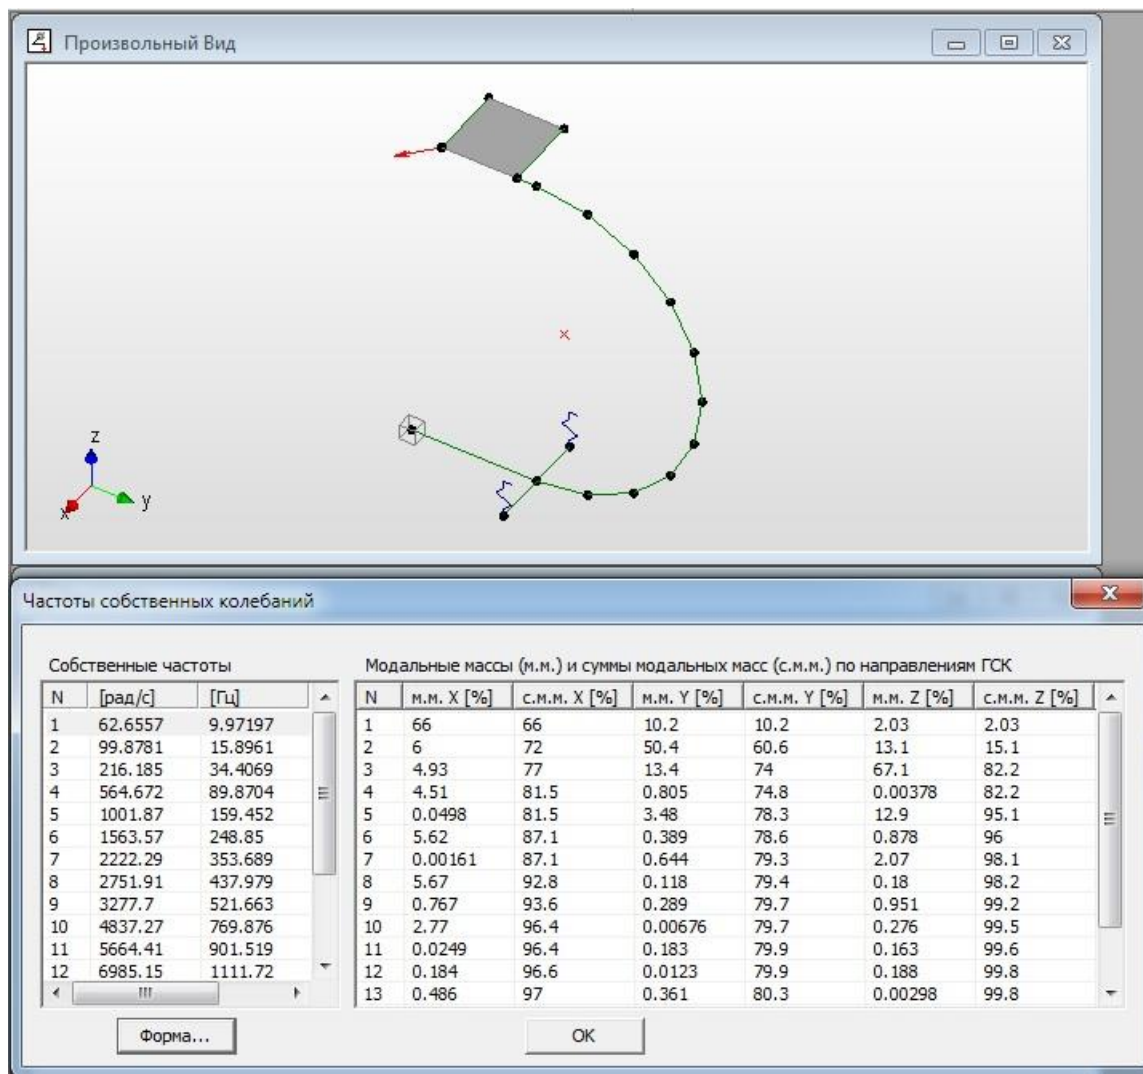 Произвольный Вид
z
y
x
Частоты собственных колебаний
Собственные частоты
N [рад/с] [Гц]
1 62.6557 9.97197
2 99.8781 15.8961
3 216.185 34.4069
4 564.672 89.8704
5 1001.87 159.452
6 1563.57 248.85
7 2222.29 353.689
8 2751.91 437.979
9 3277.7 521.663
10 4837.27 769.876
11 5664.41 901.519
12 6985.15 1111.72
Модальные массы (м.м.) и суммы модальных масс (с.м.м.) по направлениям ГСК
N м.м. X [%] с.м.м. X [%] м.м. Y [%] с.м.м. Y [%] м.м. Z [%] с.м.м. Z [%]
1 66 66 10.2 10.2 2.03 2.03
2 6 72 50.4 60.6 13.1 15.1
3 4.93 77 13.4 74 67.1 82.2
4 4.51 81.5 0.805 74.8 0.00378 82.2
5 0.0498 81.5 3.48 78.3 12.9 95.1
6 5.62 87.1 0.389 78.6 0.878 96
7 0.00161 87.1 0.644 79.3 2.07 98.1
8 5.67 92.8 0.118 79.4 0.18 98.2
9 0.767 93.6 0.289 79.7 0.951 99.2
10 2.77 96.4 0.00676 79.7 0.276 99.5
11 0.0249 96.4 0.183 79.9 0.163 99.6
12 0.184 96.6 0.0123 79.9 0.188 99.8
13 0.486 97 0.361 80.3 0.00298 99.8
Форма...
OK